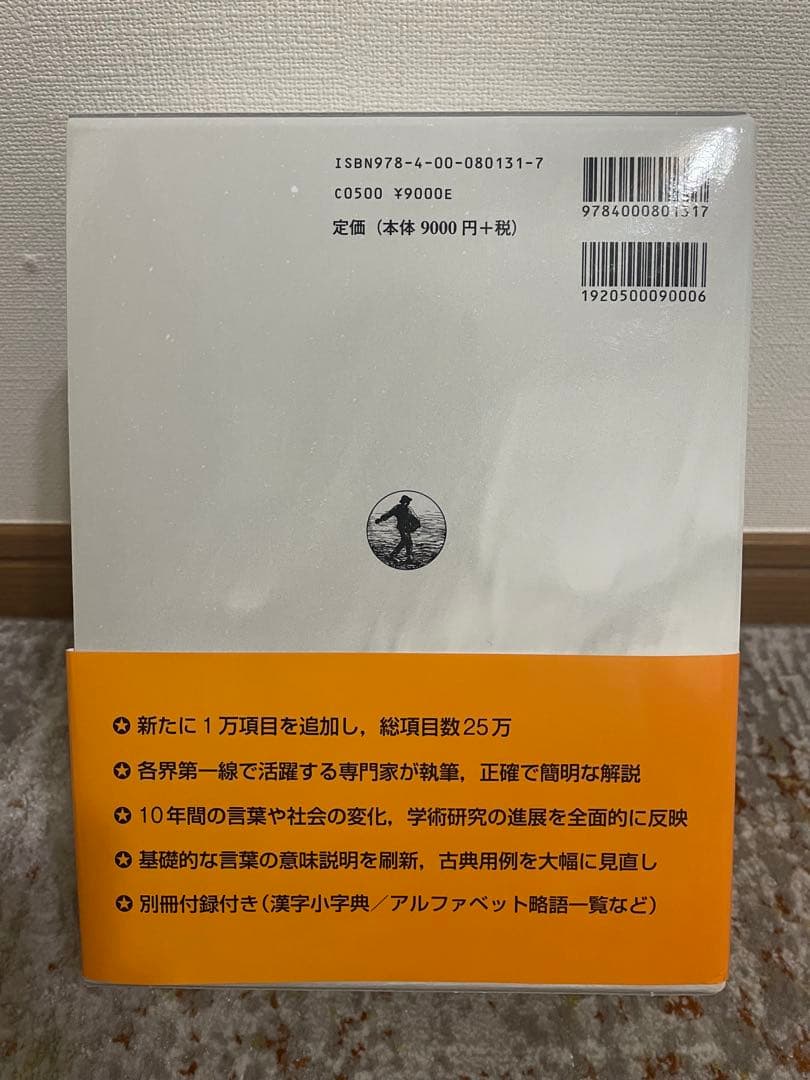 ISBN978-4-00-080131-7
C0500 ¥9000E
定価（本体 9000 円＋税）
9784000801317
1920500090006
✪ 新たに1万項目を追加し，総項目数25万
✪ 各界第一線で活躍する専門家が執筆，正確で簡明な解説
✪ 10年間の言葉や社会の変化，学術研究の進展を全面的に反映
✪ 基礎的な言葉の意味説明を刷新，古典用例を大幅に見直し
✪ 別冊付録付き（漢字小字典／アルファベット略語一覧など）